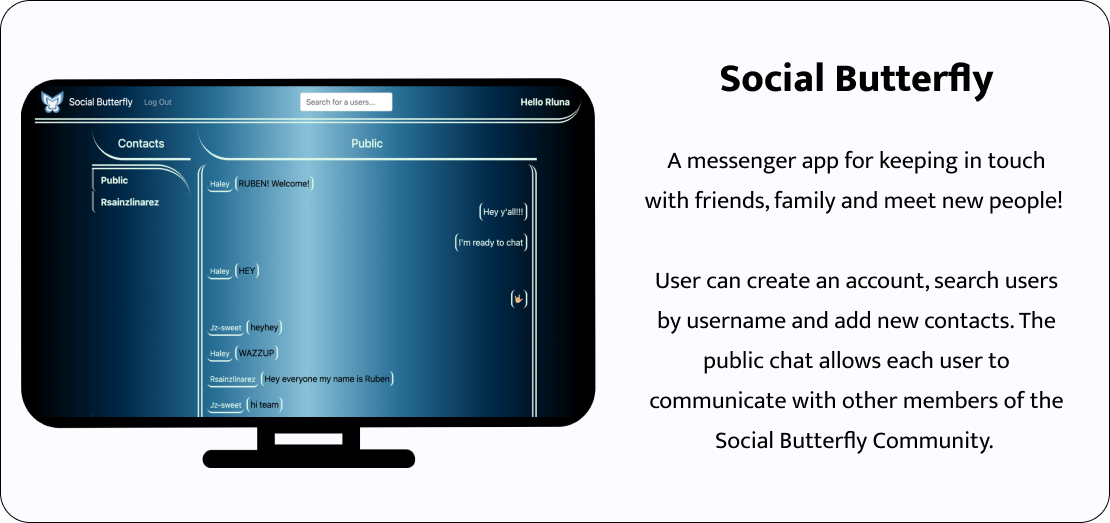 Social Butterfly
Log Out
Search for a users...
Hello Rluna
Contacts
Public
Rsainzlinarez
Public
Haley RUBEN! Welcome!
Hey y'all!!!
I'm ready to chat
Haley HEY
🤟🏼
Jz-sweet heyhey
Haley WAZZUP
Rsainzlinarez Hey everyone my name is Ruben
Jz-sweet hi team
Social Butterfly
A messenger app for keeping in touch
with friends, family and meet new people!
User can create an account, search users
by username and add new contacts. The
public chat allows each user to
communicate with other members of the
Social Butterfly Community.